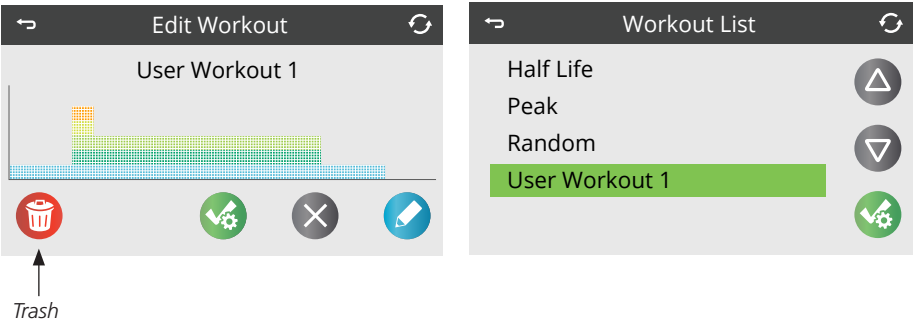 Edit Workout
User Workout 1
Trash
Workout List
Half Life
Peak
Random
User Workout 1